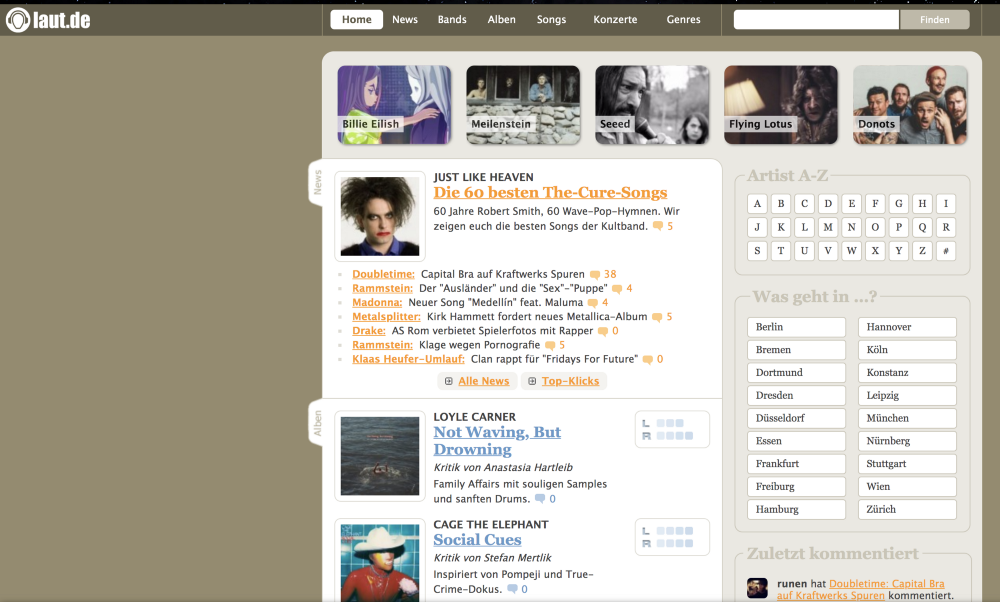 laut.de
Home News Bands Alben Songs Konzerte Genres Finden
Billie Eilish
Meilenstein
Seeed
Flying Lotus
Donots
News
JUST LIKE HEAVEN
Die 60 besten The-Cure-Songs
60 Jahre Robert Smith, 60 Wave-Pop-Hymnen. Wir
zeigen euch die besten Songs der Kultband. 5
Doubletime: Capital Bra auf Kraftwerks Spuren 38
Rammstein: Der "Ausländer" und die "Sex"-"Puppe" 4
Madonna: Neuer Song "Medellín" feat. Maluma 4
Metalsplitter: Kirk Hammett fordert neues Metallica-Album 5
Drake: AS Rom verbietet Spielerfotos mit Rapper 0
Rammstein: Klage wegen Pornografie 5
Klaas Heufer-Umlauf: Clan rappt für "Fridays For Future" 0
Alle News Top-Klicks
Alben
LOYLE CARNER
Not Waving, But
Drowning
Kritik von Anastasia Hartleib
Family Affairs mit souligen Samples
und sanften Drums. 0
L
R
CAGE THE ELEPHANT
Social Cues
Kritik von Stefan Mertlik
Inspiriert von Pompeji und True-
Crime-Dokus. 0
L
R
Artist A-Z
A B C D E F G H I
J K L M N O P Q R
S T U V W X Y Z #
Was geht in ...?
Berlin Hannover
Bremen Köln
Dortmund Konstanz
Dresden Leipzig
Düsseldorf München
Essen Nürnberg
Frankfurt Stuttgart
Freiburg Wien
Hamburg Zürich
Zuletzt kommentiert
runen hat Doubletime: Capital Bra
auf Kraftwerks Spuren kommentiert.